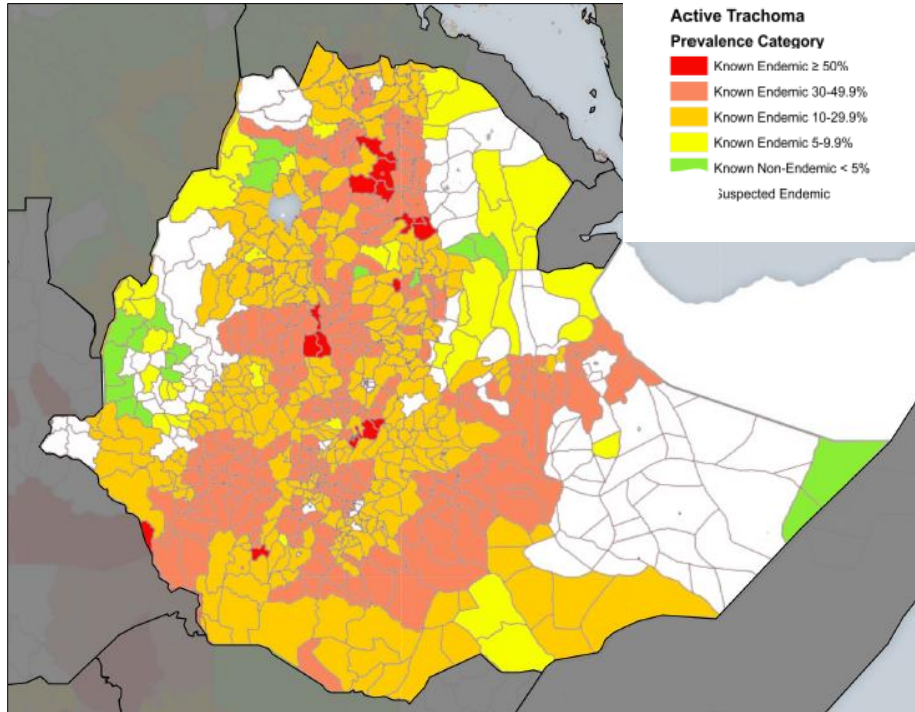 Active Trachoma
Prevalence Category
Known Endemic ≥ 50%
Known Endemic 30-49.9%
Known Endemic 10-29.9%
Known Endemic 5-9.9%
Known Non-Endemic < 5%
Suspected Endemic